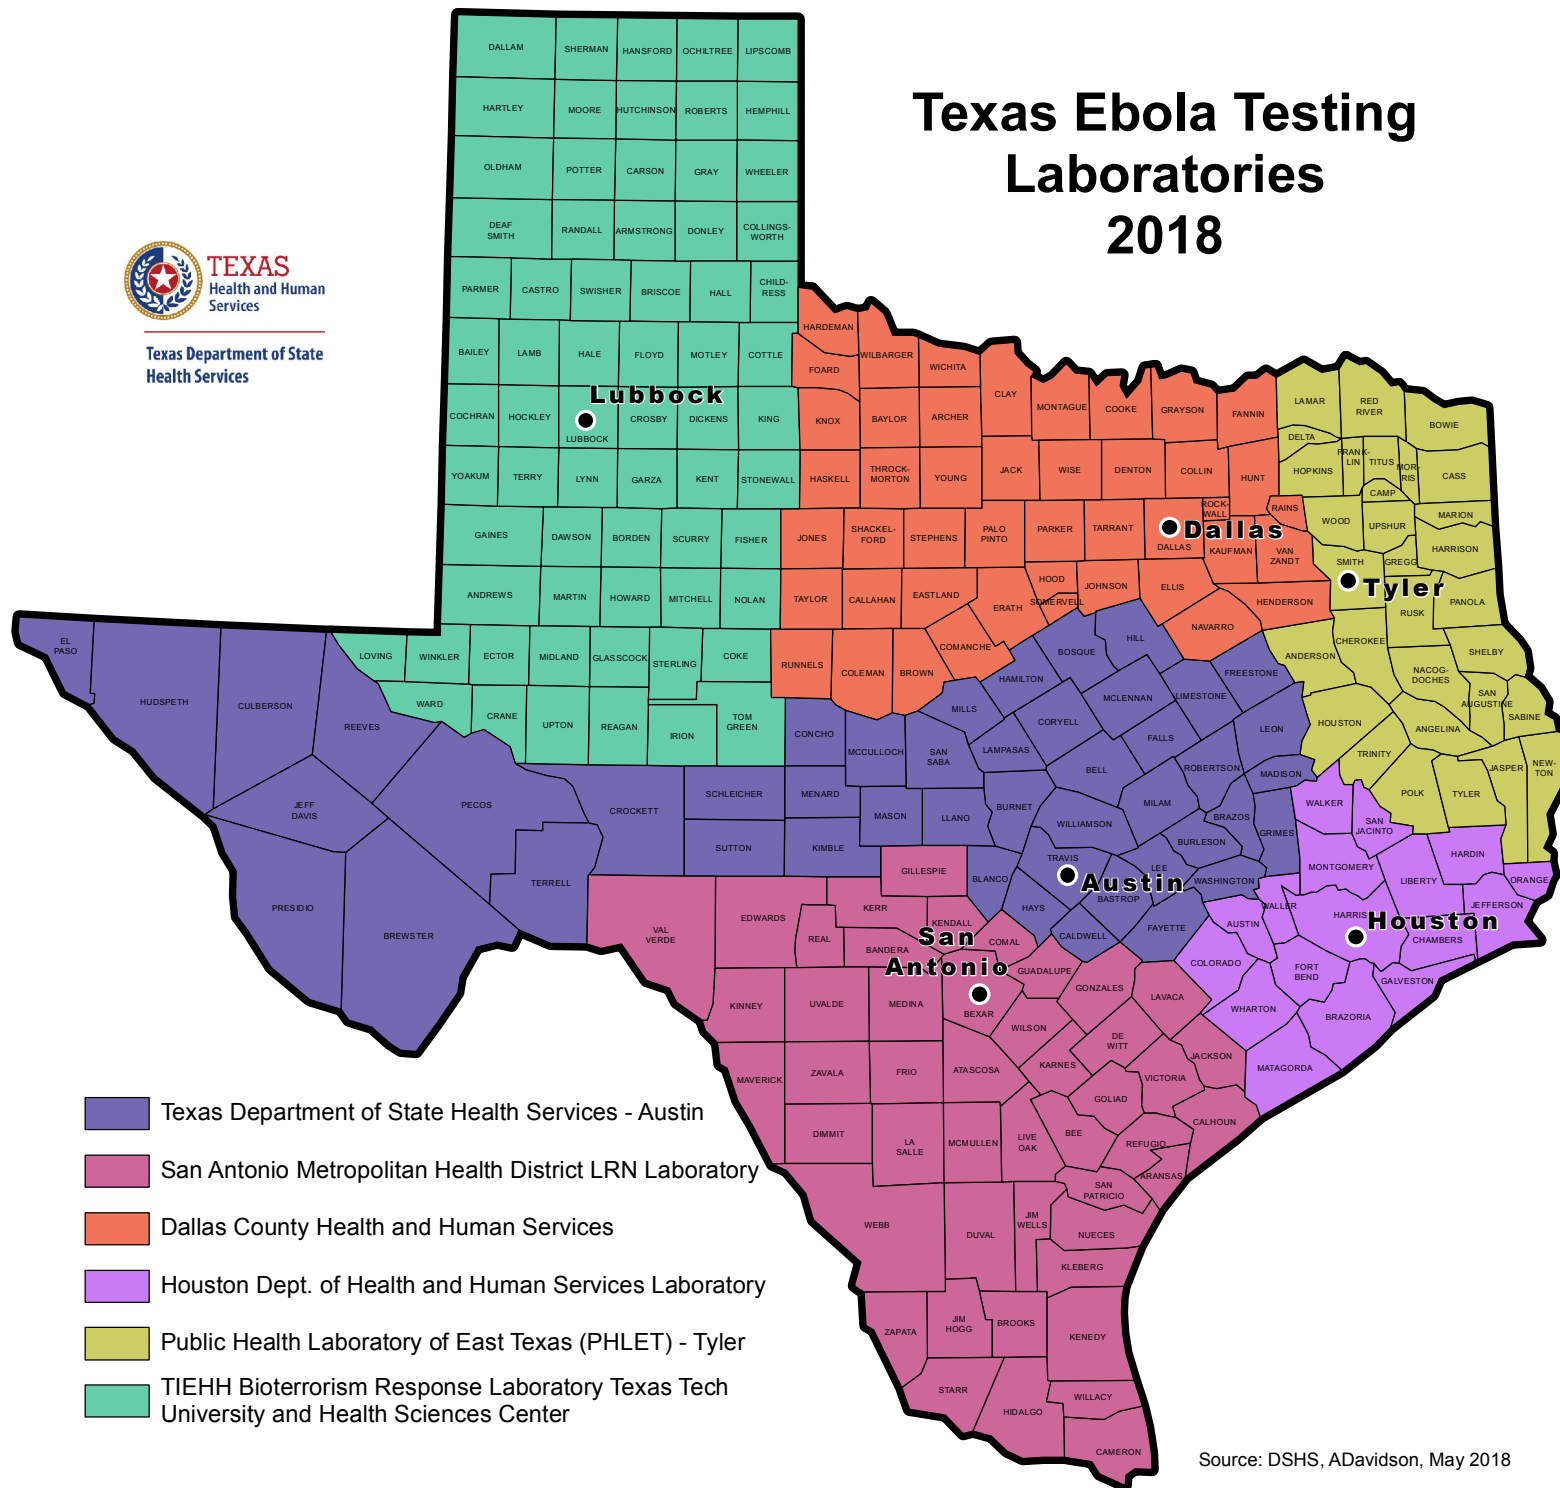 Texas Ebola Testing
Laboratories
2018
TEXAS
Health and Human
Services
Texas Department of State
Health Services
DALLAM
SHERMAN
HANSFORD
OCHILTREE
LIPSCOMB
HARTLEY
MOORE
HUTCHINSON
ROBERTS
HEMPHILL
OLDHAM
POTTER
CARSON
GRAY
WHEELER
DEAF
SMITH
RANDALL
ARMSTRONG
DONLEY
COLLINGS-
WORTH
PARMER
CASTRO
SWISHER
BRISCOE
HALL
CHILD-
RESS
HARDEMAN
BAILEY
LAMB
HALE
FLOYD
MOTLEY
COTTLE
FOARD
WILBARGER
WICHITA
CLAY
MONTAGUE
COOKE
GRAYSON
FANNIN
LAMAR
RED
RIVER
BOWIE
Lubbock
COCHRAN
HOCKLEY
LUBBOCK
CROSBY
DICKENS
KING
KNOX
BAYLOR
ARCHER
DELTA
YOAKUM
TERRY
LYNN
GARZA
KENT
STONEWALL
HASKELL
THROCK-
MORTON
YOUNG
JACK
WISE
DENTON
COLLIN
HUNT
HOPKINS
FRANK-
LIN
TITUS
MOR-
RIS
CASS
CAMP
GAINES
DAWSON
BORDEN
SCURRY
FISHER
JONES
SHACKEL-
FORD
STEPHENS
PALO
PINTO
PARKER
TARRANT
Dallas
DALLAS
ROCK-
WALL
RAINS
KAUFMAN
VAN
ZANDT
WOOD
UPSHUR
MARION
HARRISON
SMITH
GREGG
Tyler
ANDREWS
MARTIN
HOWARD
MITCHELL
NOLAN
TAYLOR
CALLAHAN
EASTLAND
ERATH
HOOD
SOMERVELL
JOHNSON
ELLIS
NAVARRO
HENDERSON
RUSK
PANOLA
EL
PASO
HUDSPETH
CULBERSON
REEVES
LOVING
WINKLER
ECTOR
MIDLAND
GLASSCOCK
STERLING
COKE
RUNNELS
COLEMAN
BROWN
COMANCHE
HAMILTON
BOSQUE
HILL
FREESTONE
ANDERSON
CHEROKEE
NACOG-
DOCHES
SHELBY
SAN
AUGUSTINE
SABINE
WARD
CRANE
UPTON
REAGAN
IRION
TOM
GREEN
CONCHO
MCCULLOCH
MILLS
SAN
SABA
LAMPASAS
CORYELL
MCLENNAN
LIMESTONE
FALLS
LEON
HOUSTON
ANGELINA
TRINITY
JASPER
NEW-
TON
POLK
TYLER
JEFF
DAVIS
PECOS
CROCKETT
SCHLEICHER
MENARD
MASON
LLANO
BURNET
BELL
WILLIAMSON
MILAM
ROBERTSON
MADISON
BRAZOS
GRIMES
WALKER
SAN
JACINTO
SUTTON
KIMBLE
GILLESPIE
BLANCO
TRAVIS
Austin
LEE
BURLESON
WASHINGTON
BASTROP
HAYS
CALDWELL
FAYETTE
MONTGOMERY
LIBERTY
HARDIN
ORANGE
JEFFERSON
CHAMBERS
WALLER
HARRIS
Houston
AUSTIN
COLORADO
FORT
BEND
GALVESTON
WHARTON
BRAZORIA
MATAGORDA
PRESIDIO
BREWSTER
TERRELL
VAL
VERDE
EDWARDS
REAL
KERR
BANDERA
KENDALL
COMAL
San
Antonio
BEXAR
GUADALUPE
GONZALES
LAVACA
KINNEY
UVALDE
MEDINA
WILSON
DE
WITT
JACKSON
MAVERICK
ZAVALA
FRIO
ATASCOSA
KARNES
VICTORIA
GOLIAD
CALHOUN
DIMMIT
LA
SALLE
MCMULLEN
LIVE
OAK
BEE
REFUGIO
ARANSAS
SAN
PATRICIO
WEBB
DUVAL
JIM
WELLS
NUECES
KLEBERG
ZAPATA
JIM
HOGG
BROOKS
KENEDY
STARR
HIDALGO
WILLACY
CAMERON
Texas Department of State Health Services - Austin
San Antonio Metropolitan Health District LRN Laboratory
Dallas County Health and Human Services
Houston Dept. of Health and Human Services Laboratory
Public Health Laboratory of East Texas (PHLET) - Tyler
TIEHH Bioterrorism Response Laboratory Texas Tech
University and Health Sciences Center
Source: DSHS, ADavidson, May 2018